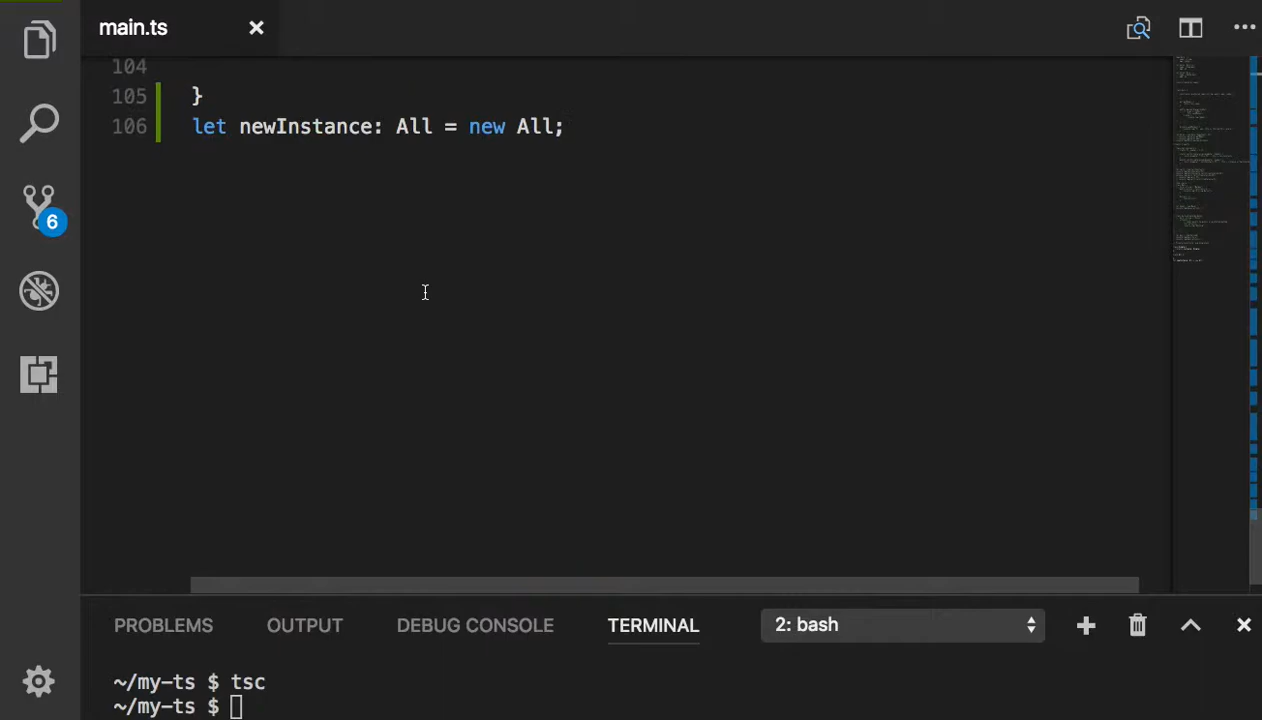 main.ts
104
105 }
106 let newInstance: All = new All;
6
PROBLEMS OUTPUT DEBUG CONSOLE TERMINAL 2: bash
~/my-ts $ tsc
~/my-ts $